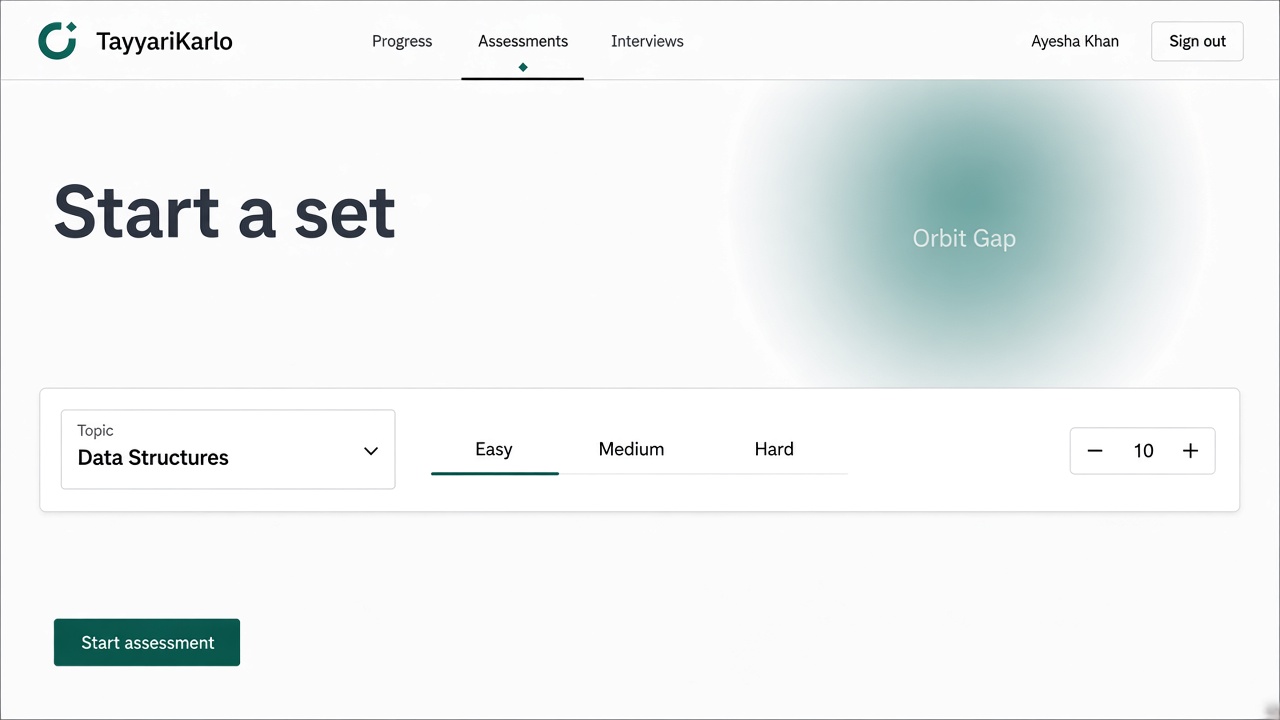 TayyariKarlo
Progress
Assessments
Interviews
Ayesha Khan
Sign out
Start a set
Orbit Gap
Topic
Data Structures
Easy
Medium
Hard
− 10 +
Start assessment